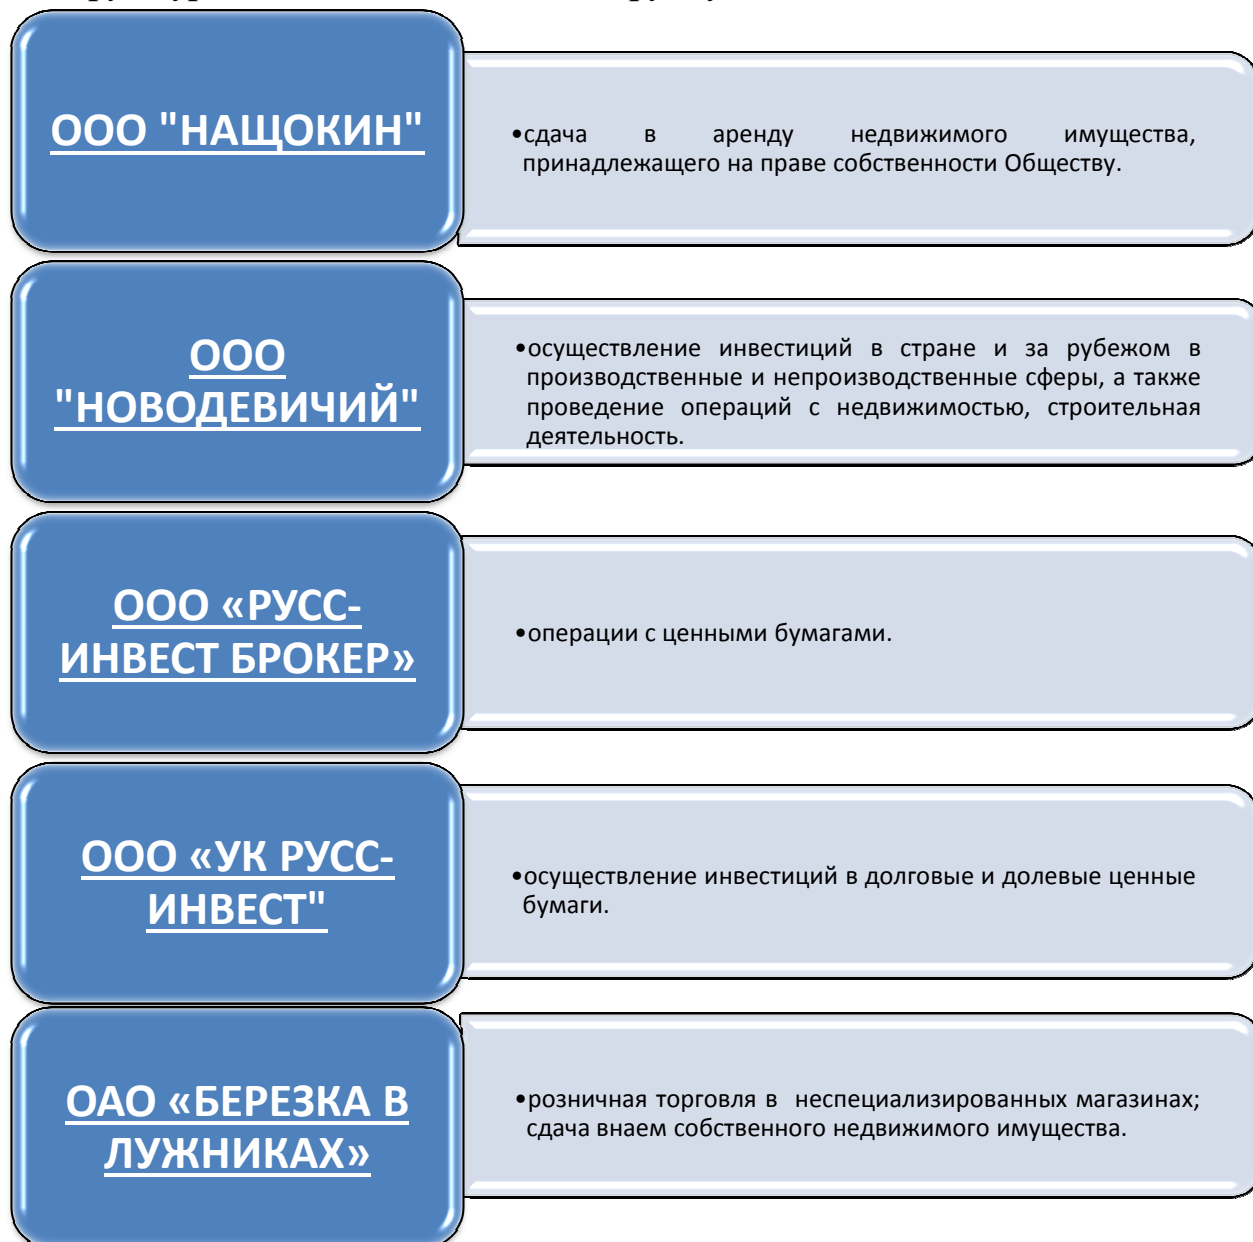 ООО "НАЩОКИН"
•сдача в аренду недвижимого имущества,
принадлежащего на праве собственности Обществу.
ООО
"НОВОДЕВИЧИЙ"
•осуществление инвестиций в стране и за рубежом в
производственные и непроизводственные сферы, а также
проведение операций с недвижимостью, строительная
деятельность.
ООО «РУСС-
ИНВЕСТ БРОКЕР»
•операции с ценными бумагами.
ООО «УК РУСС-
ИНВЕСТ"
•осуществление инвестиций в долговые и долевые ценные
бумаги.
ОАО «БЕРЕЗКА В
ЛУЖНИКАХ»
•розничная торговля в неспециализированных магазинах;
сдача внаем собственного недвижимого имущества.